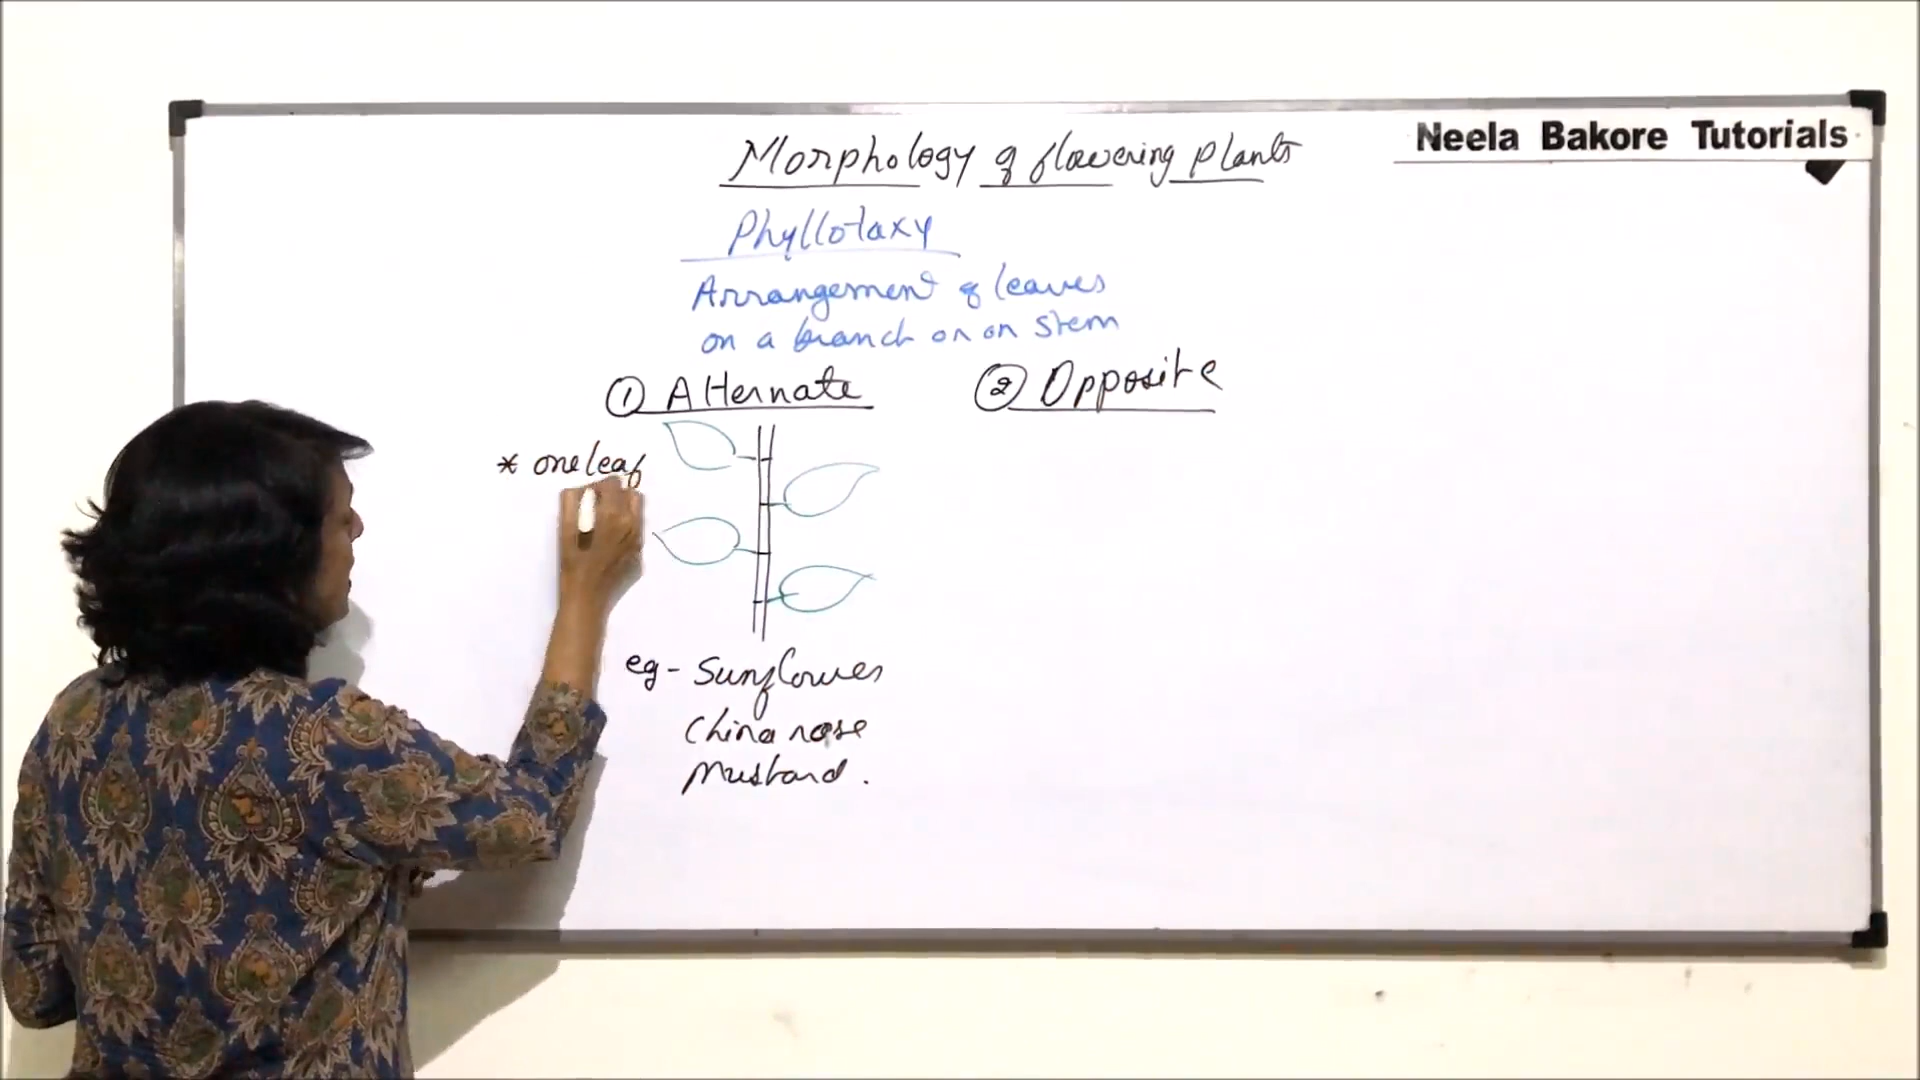 Neela Bakore Tutorials
Morphology of flowering plants
Phyllotaxy
Arrangement of leaves
on a branch or on stem
① Alternate
② Opposite
* one leaf
eg - Sunflower
China rose
Mustard.